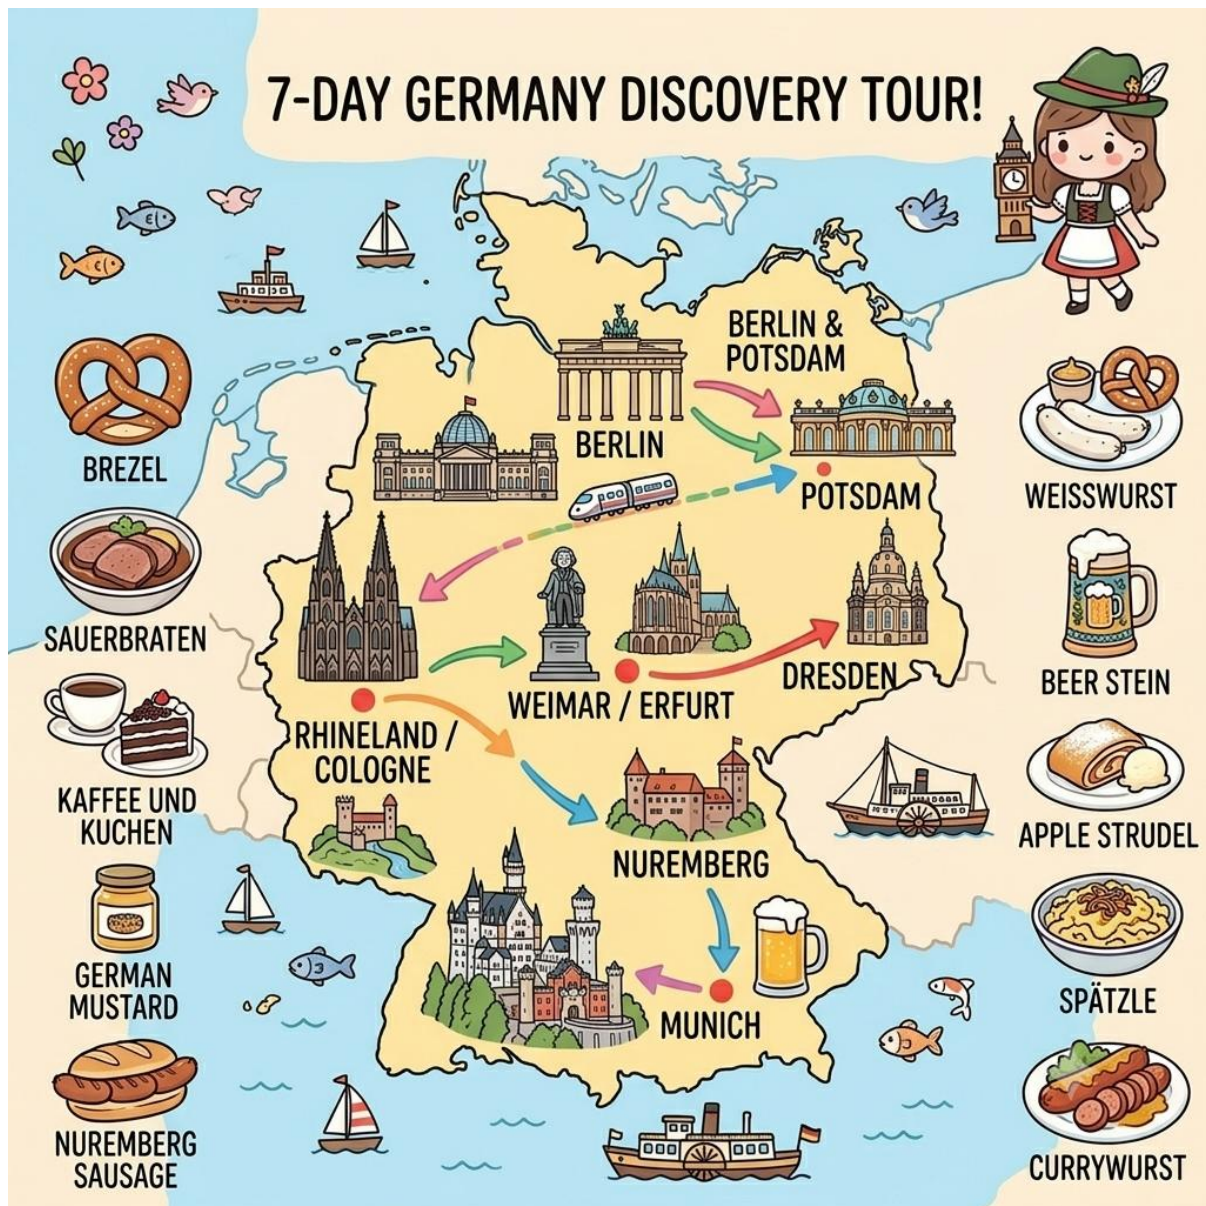 7-DAY GERMANY DISCOVERY TOUR!
BERLIN &
POTSDAM
BERLIN
POTSDAM
BREZEL
WEISSWURST
SAUERBRATEN
DRESDEN
BEER STEIN
WEIMAR / ERFURT
RHINELAND /
COLOGNE
KAFFEE UND
KUCHEN
APPLE STRUDEL
NUREMBERG
GERMAN
MUSTARD
SPÄTZLE
MUNICH
NUREMBERG
SAUSAGE
CURRYWURST